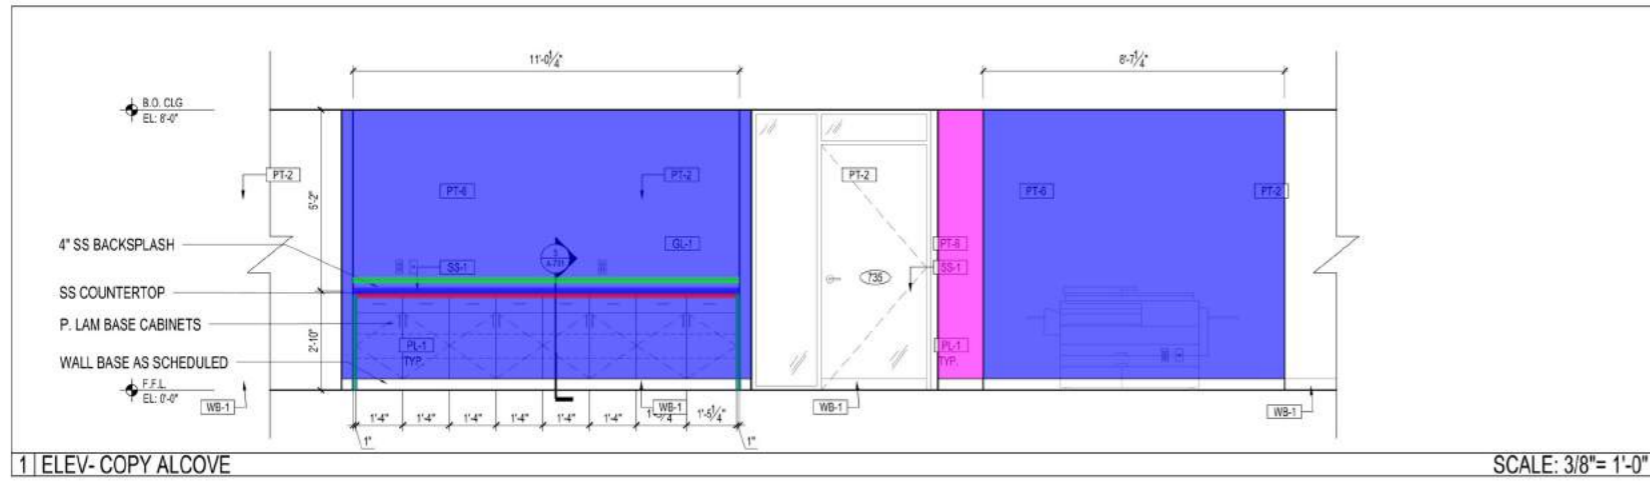 11'-0¼" 8'-7¼"
B.O. CLG
EL: 8'-0"
PT-2 PT-6 PT-2 PT-2 PT-6 PT-2
5'-2"
4" SS BACKSPLASH GL-1 PT-6
SS-1 3 SS-1
A-731 735
SS COUNTERTOP
P. LAM BASE CABINETS
2'-10" PL-1 PL-1
TYP. TYP.
WALL BASE AS SCHEDULED
F.F.L.
EL: 0'-0"
WB-1 WB-1 WB-1 WB-1
1'-4" 1'-4" 1'-4" 1'-4" 1'-4" 1'-4" 1'-5¼"
1" 1"
1 ELEV- COPY ALCOVE SCALE: 3/8"= 1'-0"